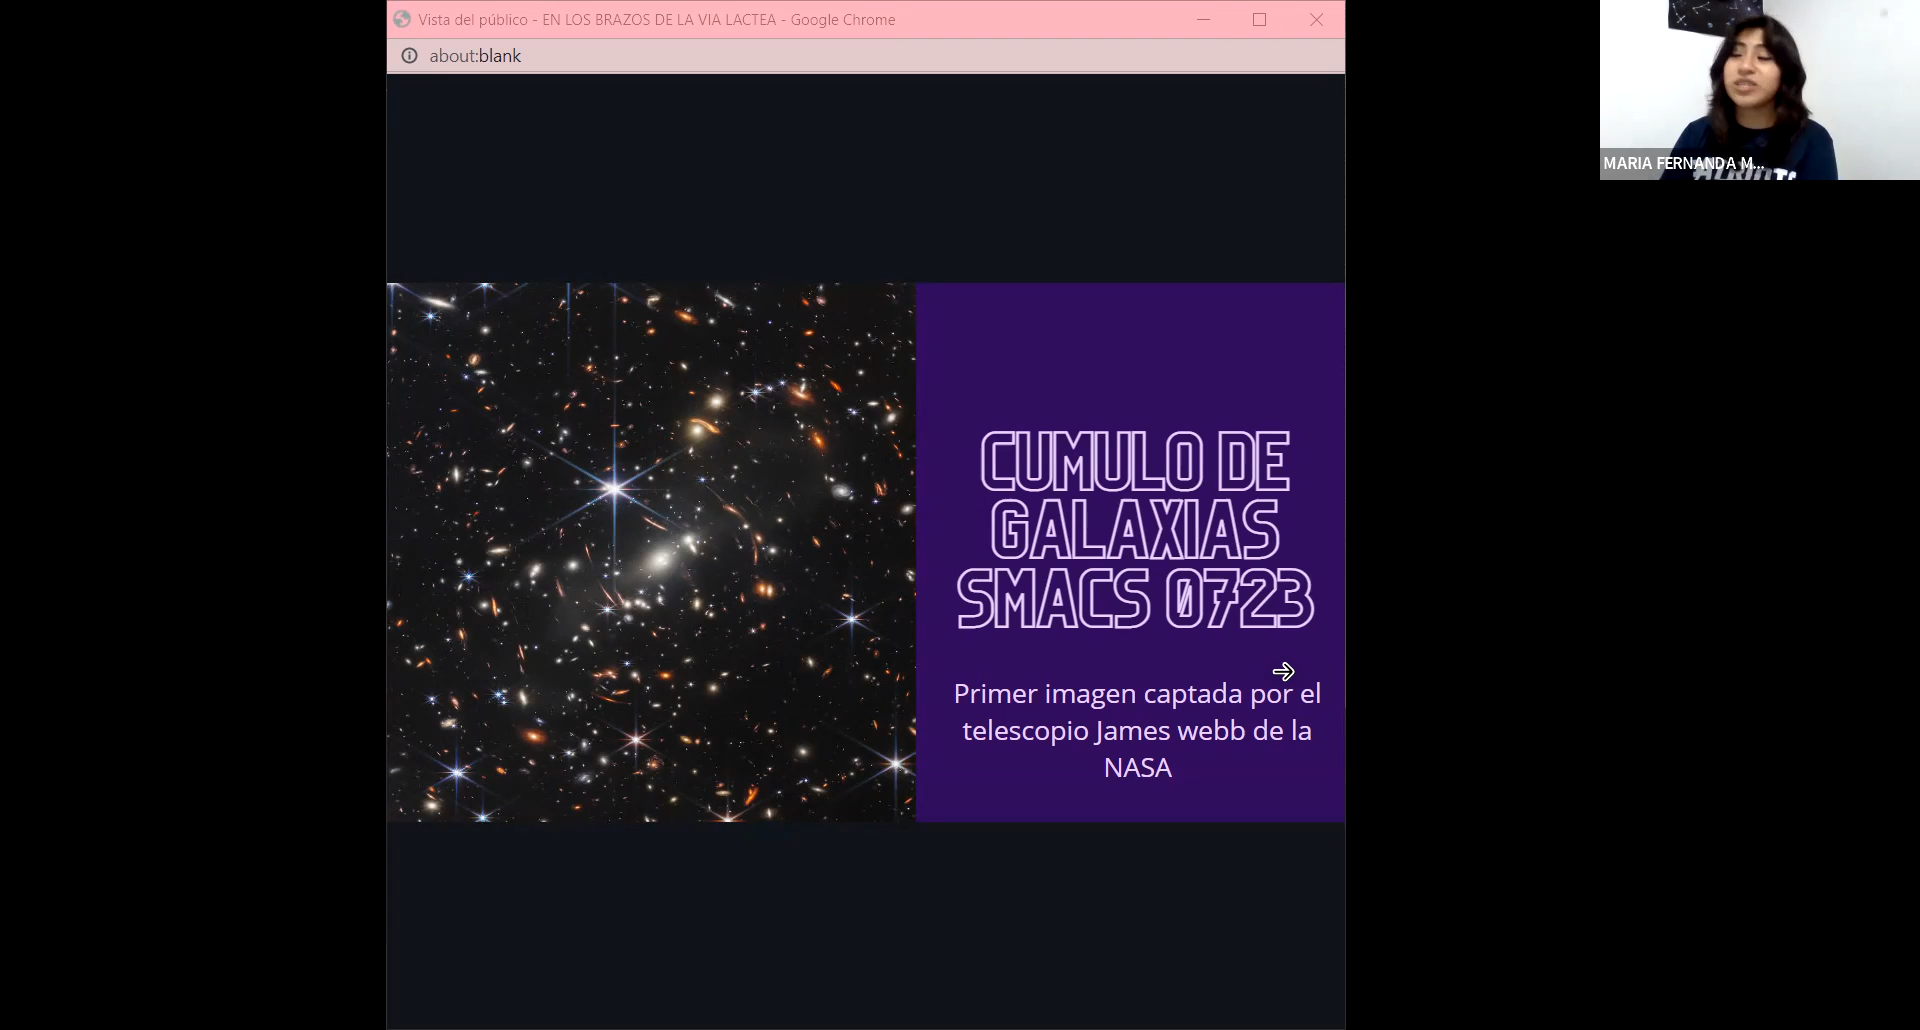 Vista del público - EN LOS BRAZOS DE LA VIA LACTEA - Google Chrome
about:blank
MARIA FERNANDA M...
CUMULO DE
GALAXIAS
SMACS 0723
Primer imagen captada por el
telescopio James webb de la
NASA